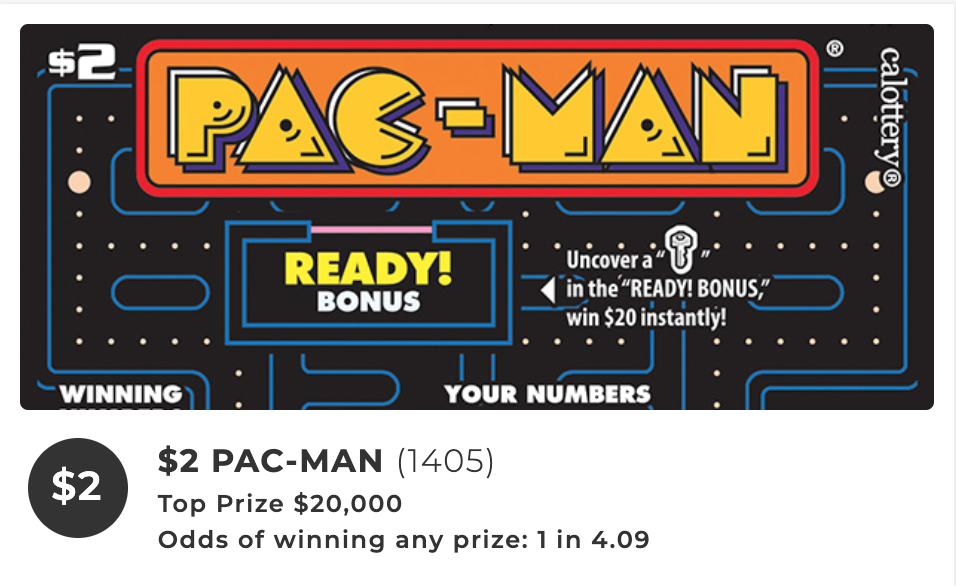 $2
PAC-MAN®
calottery®
READY!
BONUS
Uncover a " "
in the "READY! BONUS,"
win $20 instantly!
WINNING
YOUR NUMBERS
$2
$2 PAC-MAN (1405)
Top Prize $20,000
Odds of winning any prize: 1 in 4.09